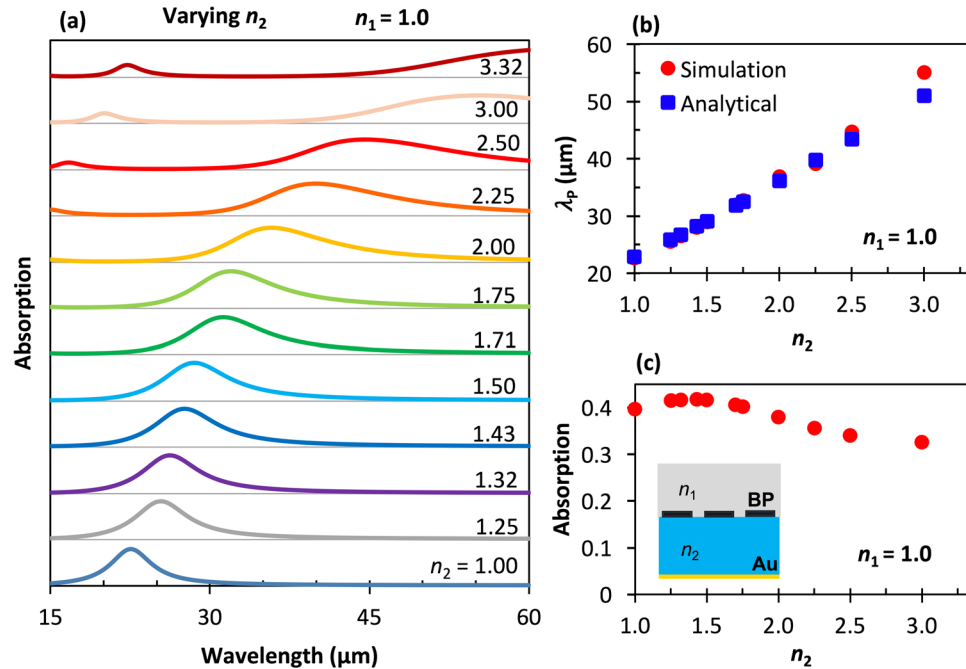 (a) Varying n₂ n₁ = 1.0
3.32
3.00
2.50
2.25
2.00
1.75
1.71
1.50
1.43
1.32
1.25
n₂ = 1.00
Absorption
15 30 45 60
Wavelength (μm)
(b)
60
50
40
30
20
λₚ (μm)
Simulation
Analytical
n₁ = 1.0
1.0 1.5 2.0 2.5 3.0
n₂
(c)
0.4
0.3
0.2
0.1
0
Absorption
n₁
BP
n₂
Au
n₁ = 1.0
1.0 1.5 2.0 2.5 3.0
n₂